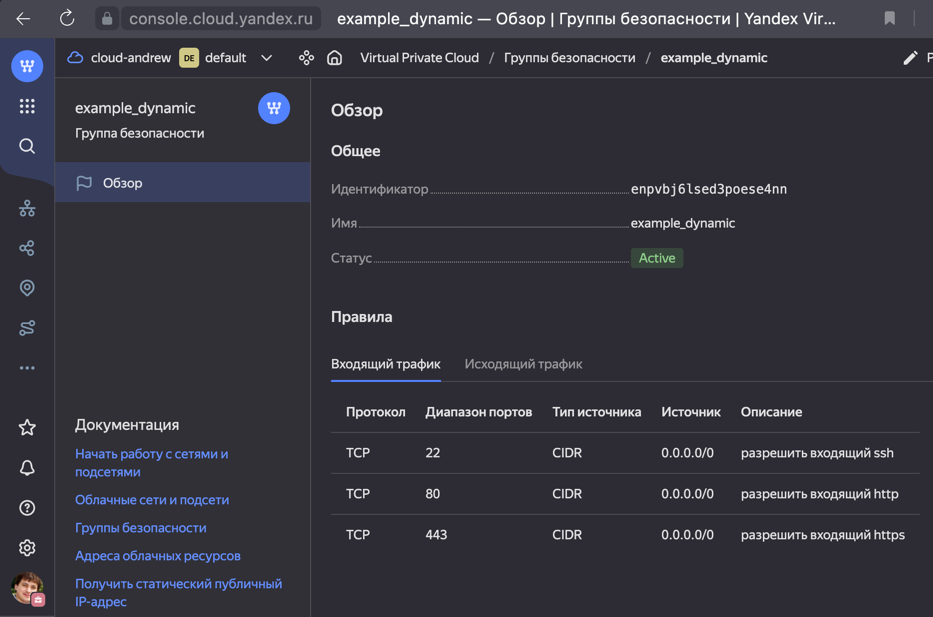 console.cloud.yandex.ru example_dynamic — Обзор | Группы безопасности | Yandex Vir...
cloud-andrew DE default Virtual Private Cloud / Группы безопасности / example_dynamic
example_dynamic
Группа безопасности
Обзор
Документация
Начать работу с сетями и
подсетями
Облачные сети и подсети
Группы безопасности
Адреса облачных ресурсов
Получить статический публичный
IP-адрес
Обзор
Общее
Идентификатор enpvbj6lsed3poese4nn
Имя example_dynamic
Статус Active
Правила
Входящий трафик Исходящий трафик
Протокол Диапазон портов Тип источника Источник Описание
TCP 22 CIDR 0.0.0.0/0 разрешить входящий ssh
TCP 80 CIDR 0.0.0.0/0 разрешить входящий http
TCP 443 CIDR 0.0.0.0/0 разрешить входящий https